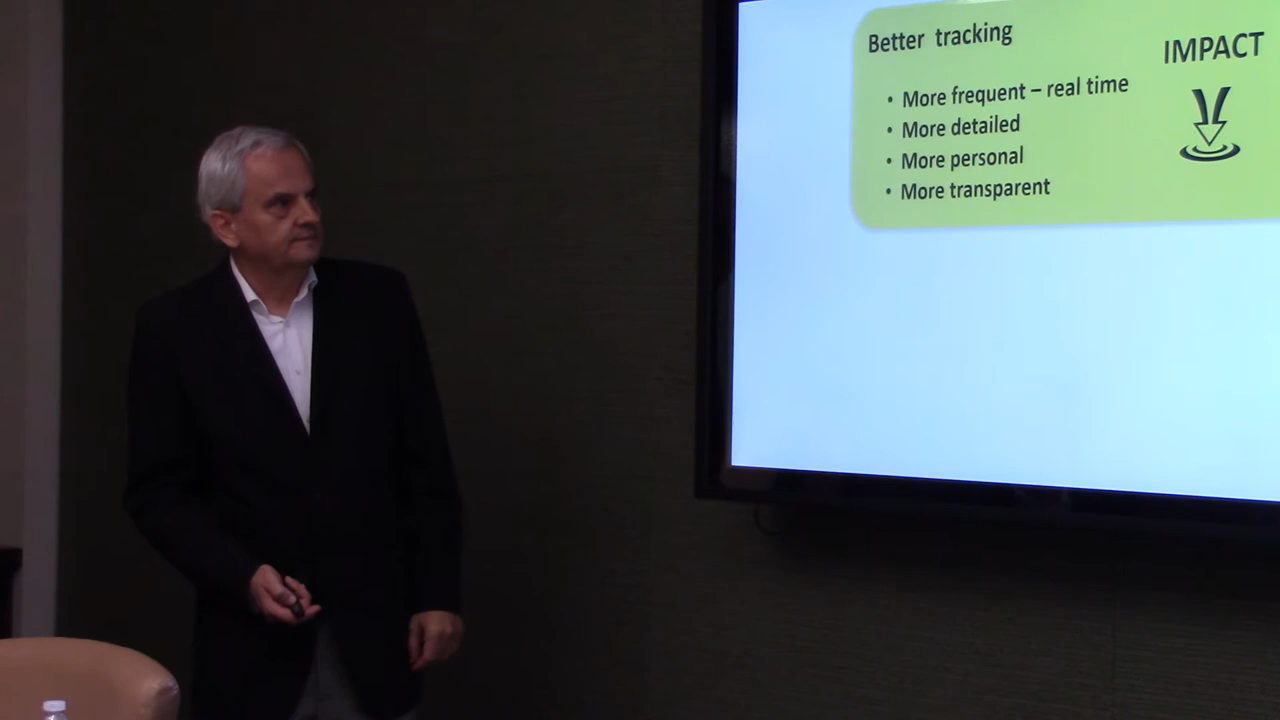 Better tracking
IMPACT
• More frequent – real time
• More detailed
• More personal
• More transparent